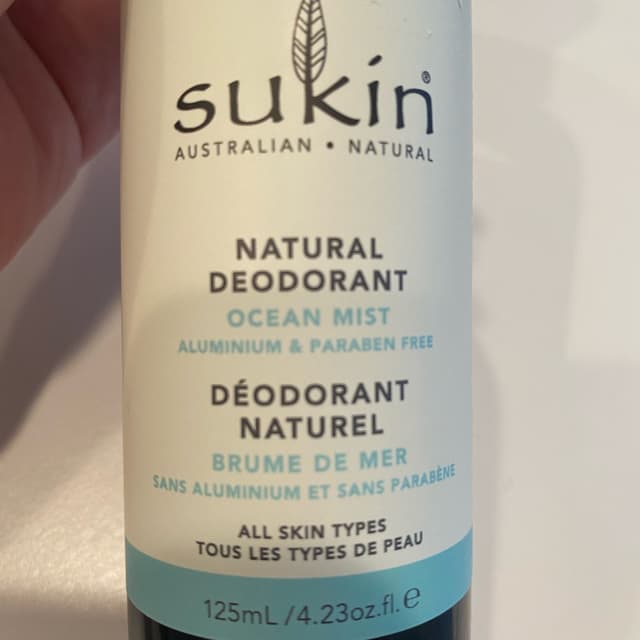 sukin®
AUSTRALIAN • NATURAL
NATURAL
DEODORANT
OCEAN MIST
ALUMINIUM & PARABEN FREE
DÉODORANT
NATUREL
BRUME DE MER
SANS ALUMINIUM ET SANS PARABÈNE
ALL SKIN TYPES
TOUS LES TYPES DE PEAU
125mL/4.23oz.fl.e